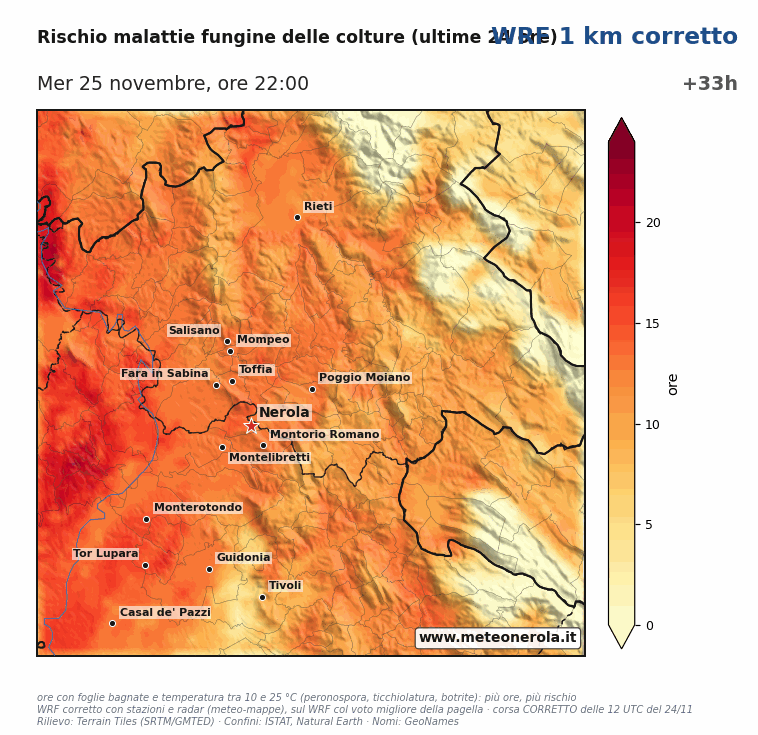 Rischio malattie fungine delle colture (ultime 24 ore)
WRF 1 km corretto
Mer 25 novembre, ore 22:00
+33h
Rieti
Salisano
Mompeo
Toffia
Fara in Sabina
Poggio Moiano
Nerola
Montorio Romano
Montelibretti
Monterotondo
Tor Lupara
Guidonia
Tivoli
Casal de' Pazzi
www.meteonerola.it
20
15
10
5
0
ore
ore con foglie bagnate e temperatura tra 10 e 25 °C (peronospora, ticchiolatura, botrite): più ore, più rischio
WRF corretto con stazioni e radar (meteo-mappe), sul WRF col voto migliore della pagella · corsa CORRETTO delle 12 UTC del 24/11
Rilievo: Terrain Tiles (SRTM/GMTED) · Confini: ISTAT, Natural Earth · Nomi: GeoNames